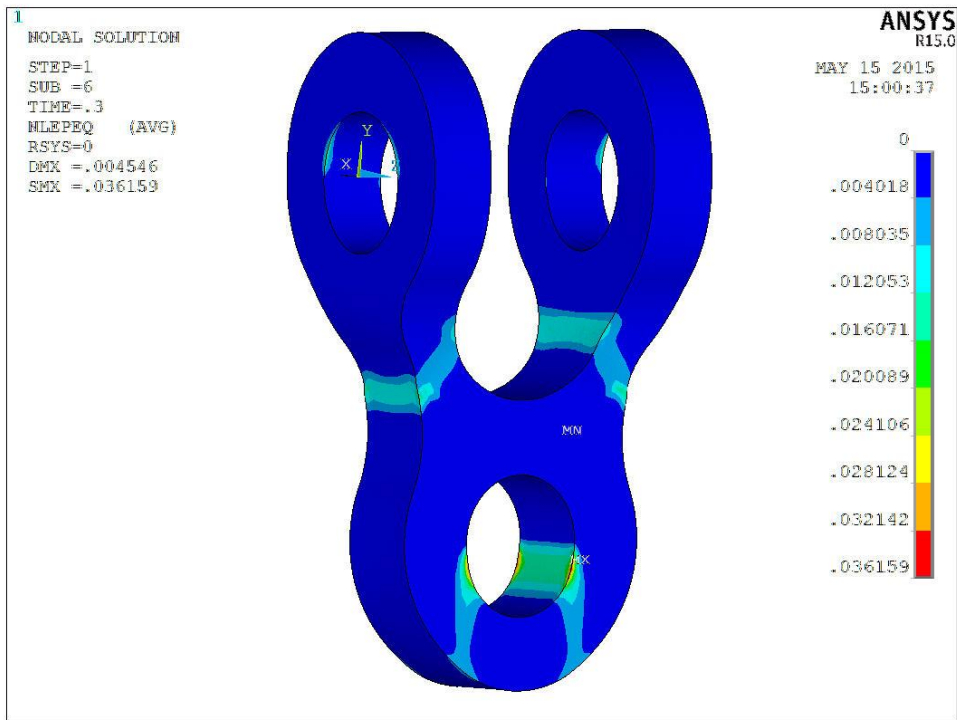 1
NODAL SOLUTION
STEP=1
SUB =6
TIME=.3
NLEPEQ (AVG)
RSYS=0
DMX =.004546
SMX =.036159
ANSYS
R15.0
MAY 15 2015
15:00:37
0
.004018
.008035
.012053
.016071
.020089
.024106
.028124
.032142
.036159
Y
X
Z
MN
MX